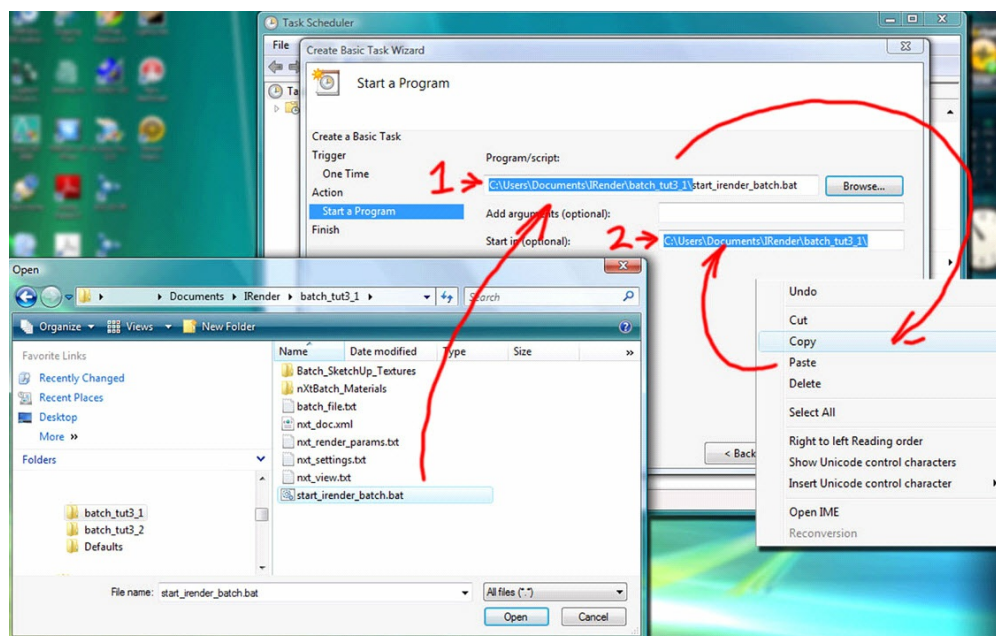 Task Scheduler
File
Create Basic Task Wizard
Start a Program
Create a Basic Task
Trigger
One Time
Action
Start a Program
Finish
Program/script:
1
C:\Users\Documents\IRender\batch_tut3_1\start_irender_batch.bat
Browse...
Add arguments (optional):
Start in (optional):
2
C:\Users\Documents\IRender\batch_tut3_1\
< Back
Undo
Cut
Copy
Paste
Delete
Select All
Right to left Reading order
Show Unicode control characters
Insert Unicode control character
Open IME
Reconversion
Open
Documents IRender batch_tut3_1
Search
Organize Views New Folder
Favorite Links
Recently Changed
Recent Places
Desktop
More »
Folders
batch_tut3_1
batch_tut3_2
Defaults
Name Date modified Type Size »
Batch_SketchUp_Textures
nXtBatch_Materials
batch_file.txt
nxt_doc.xml
nxt_render_params.txt
nxt_settings.txt
nxt_view.txt
start_irender_batch.bat
File name: start_irender_batch.bat
All files (*.*)
Open Cancel